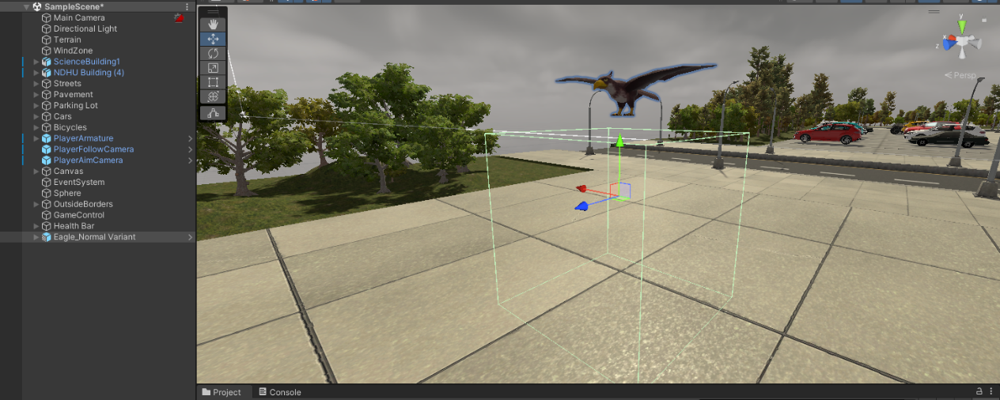 SampleScene*
Main Camera
Directional Light
Terrain
WindZone
ScienceBuilding1
NDHU Building (4)
Streets
Pavement
Parking Lot
Cars
Bicycles
PlayerArmature
PlayerFollowCamera
PlayerAimCamera
Canvas
EventSystem
Sphere
OutsideBorders
GameControl
Health Bar
Eagle_Normal Variant
y
x
z
Persp
Project
Console